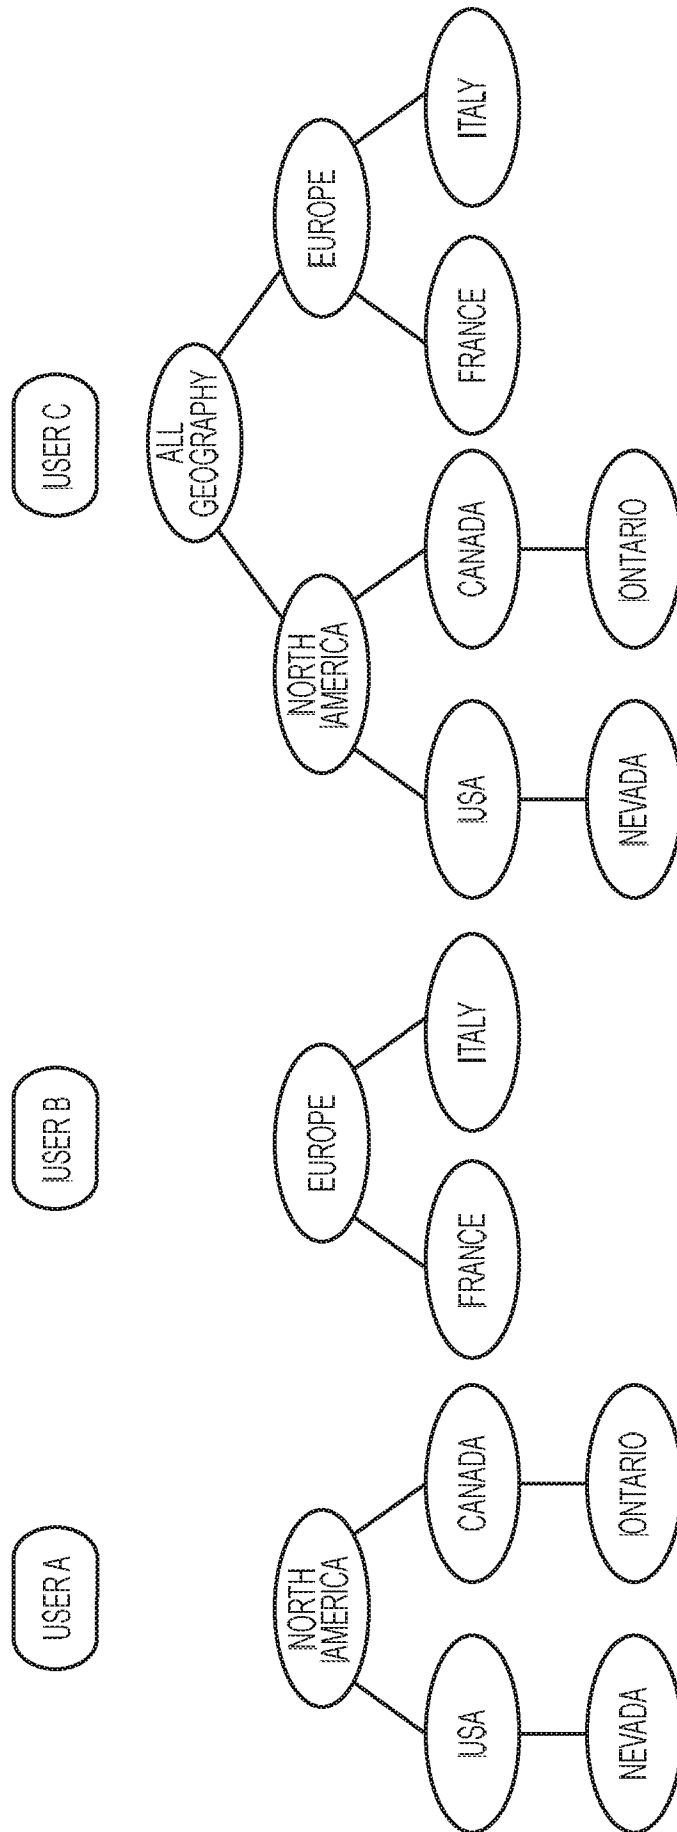 USER A
USER B
USER C
ALL
GEOGRAPHY
NORTH
AMERICA
EUROPE
NORTH
AMERICA
EUROPE
USA
CANADA
FRANCE
ITALY
USA
CANADA
FRANCE
ITALY
NEVADA
ONTARIO
NEVADA
ONTARIO